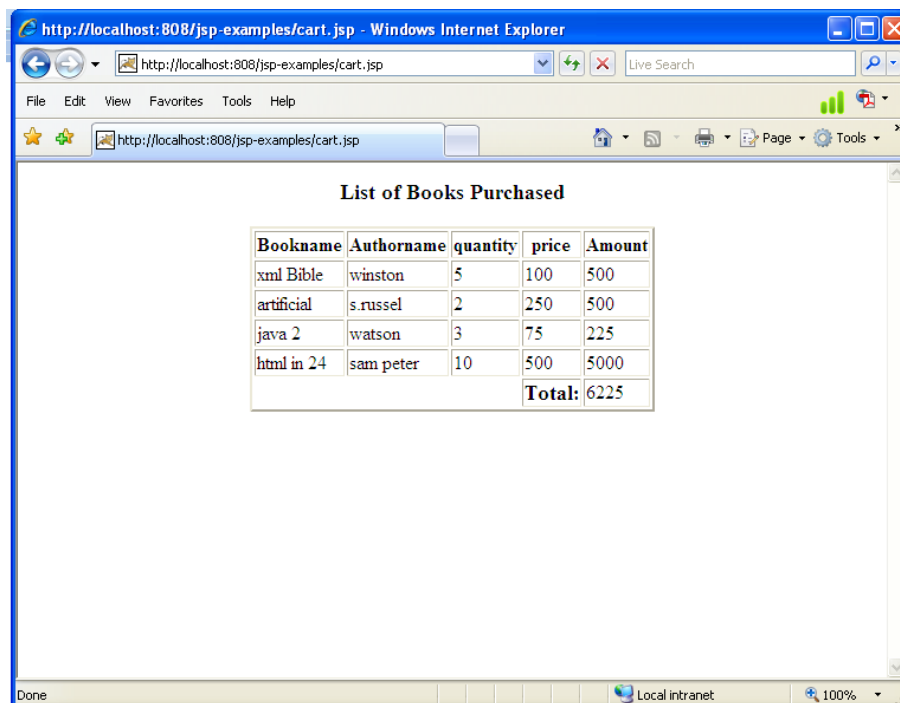 http://localhost:808/jsp-examples/cart.jsp - Windows Internet Explorer
http://localhost:808/jsp-examples/cart.jsp Live Search
File Edit View Favorites Tools Help
http://localhost:808/jsp-examples/cart.jsp Page Tools
List of Books Purchased
Bookname Authorname quantity price Amount
xml Bible winston 5 100 500
artificial s.russel 2 250 500
java 2 watson 3 75 225
html in 24 sam peter 10 500 5000
Total: 6225
Done Local intranet 100%